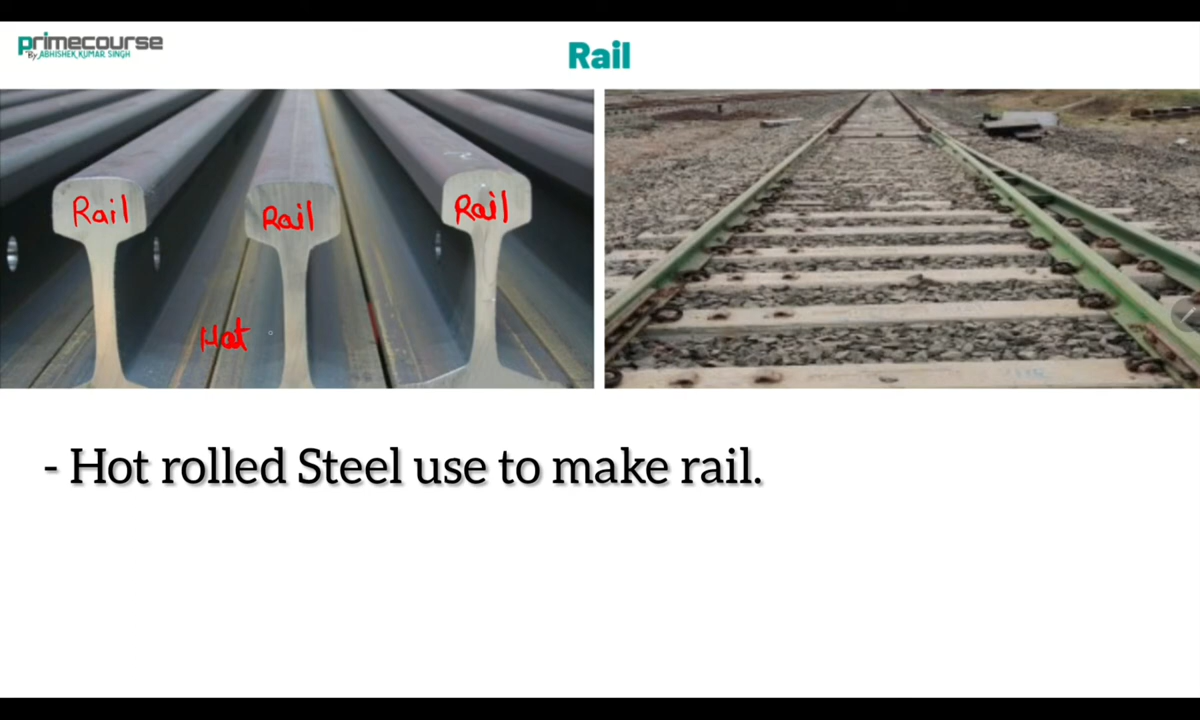 primecourse
By ABHISHEK KUMAR SINGH
Rail
Rail
Rail
Rail
Hot
- Hot rolled Steel use to make rail.